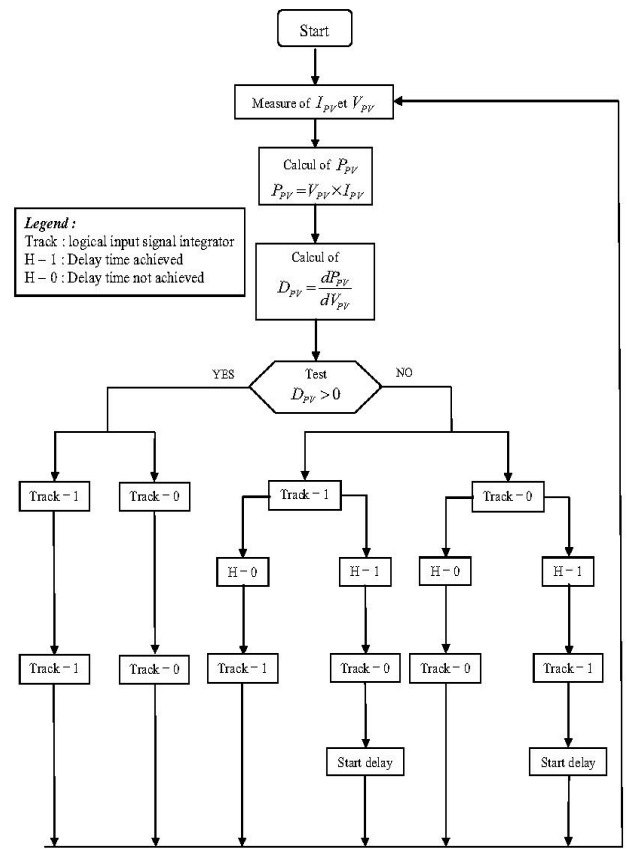 Start
Measure of I_PV et V_PV
Calcul of P_PV
P_PV = V_PV × I_PV
Legend :
Track : logical input signal integrator
H – 1 : Delay time achieved
H – 0 : Delay time not achieved
Calcul of
D_PV = dP_PV / dV_PV
YES
Test
D_PV > 0
NO
Track = 1
Track = 0
Track = 1
Track = 0
H = 0
H = 1
H = 0
H = 1
Track = 1
Track = 0
Track = 1
Track = 0
Track = 0
Track = 1
Start delay
Start delay